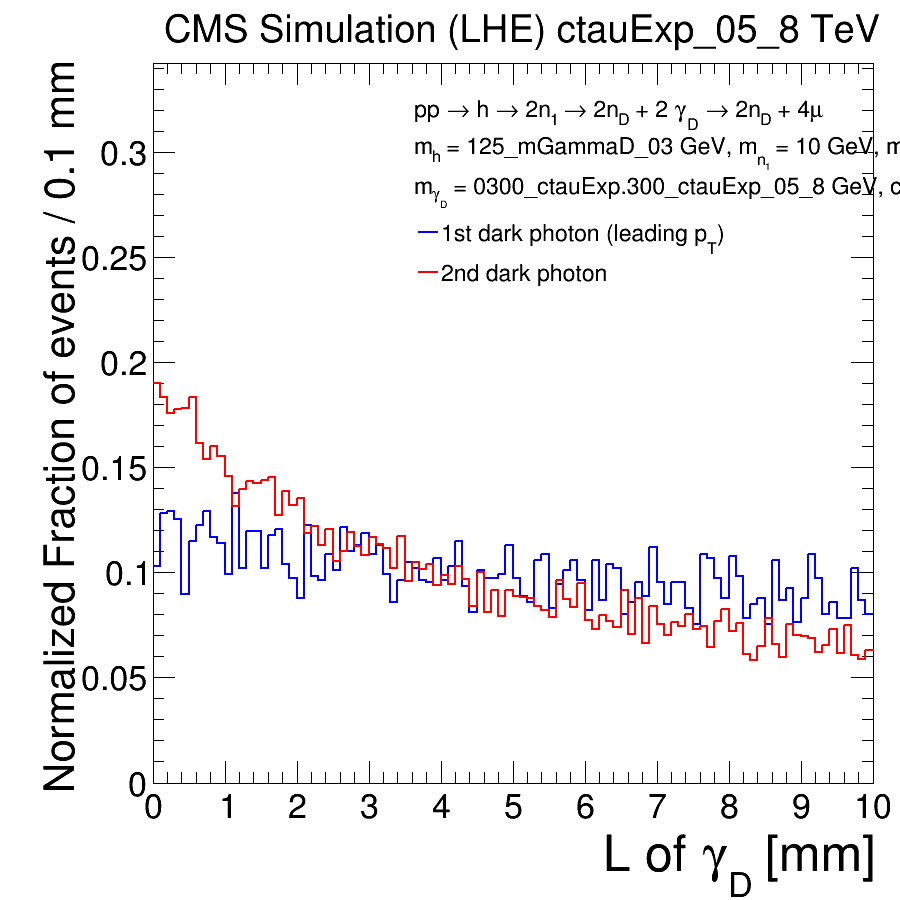 CMS Simulation (LHE) ctauExp_05_8 TeV
pp → h → 2n1 → 2nD + 2 γD → 2nD + 4μ
mh = 125_mGammaD_03 GeV, mn1 = 10 GeV, m
mγD = 0300_ctauExp.300_ctauExp_05_8 GeV, c
1st dark photon (leading pT)
2nd dark photon
Normalized Fraction of events / 0.1 mm
0.3
0.25
0.2
0.15
0.1
0.05
0
0 1 2 3 4 5 6 7 8 9 10
L of γD [mm]